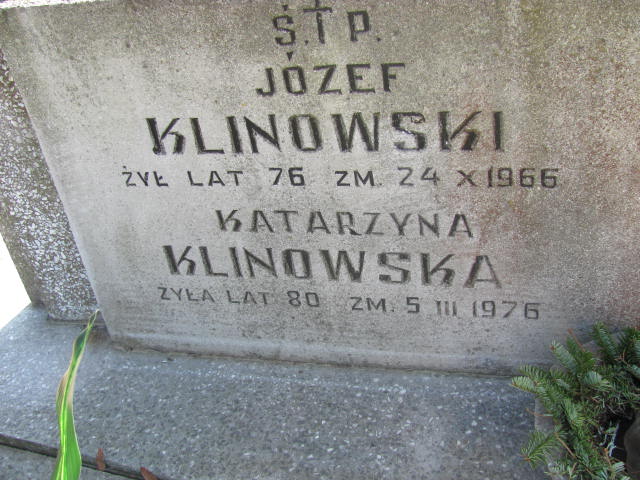 Ś.†P.
JÓZEF
KLINOWSKI
ŻYŁ LAT 76 ZM. 24 X 1966
KATARZYNA
KLINOWSKA
ŻYŁA LAT 80 ZM. 5 III 1976